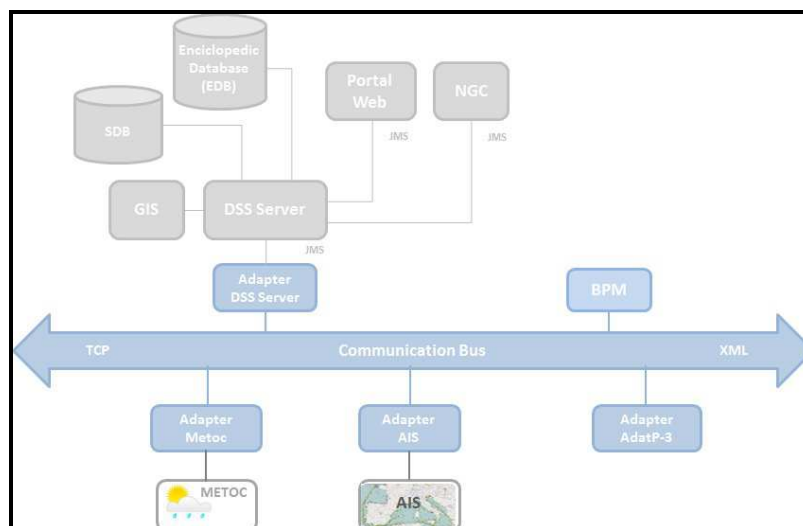 Enciclopedic
Database
(EDB)
Portal
Web
NGC
SDB
JMS
JMS
GIS
DSS Server
JMS
Adapter
DSS Server
BPM
TCP
Communication Bus
XML
Adapter
Metoc
Adapter
AIS
Adapter
AdatP-3
METOC
AIS